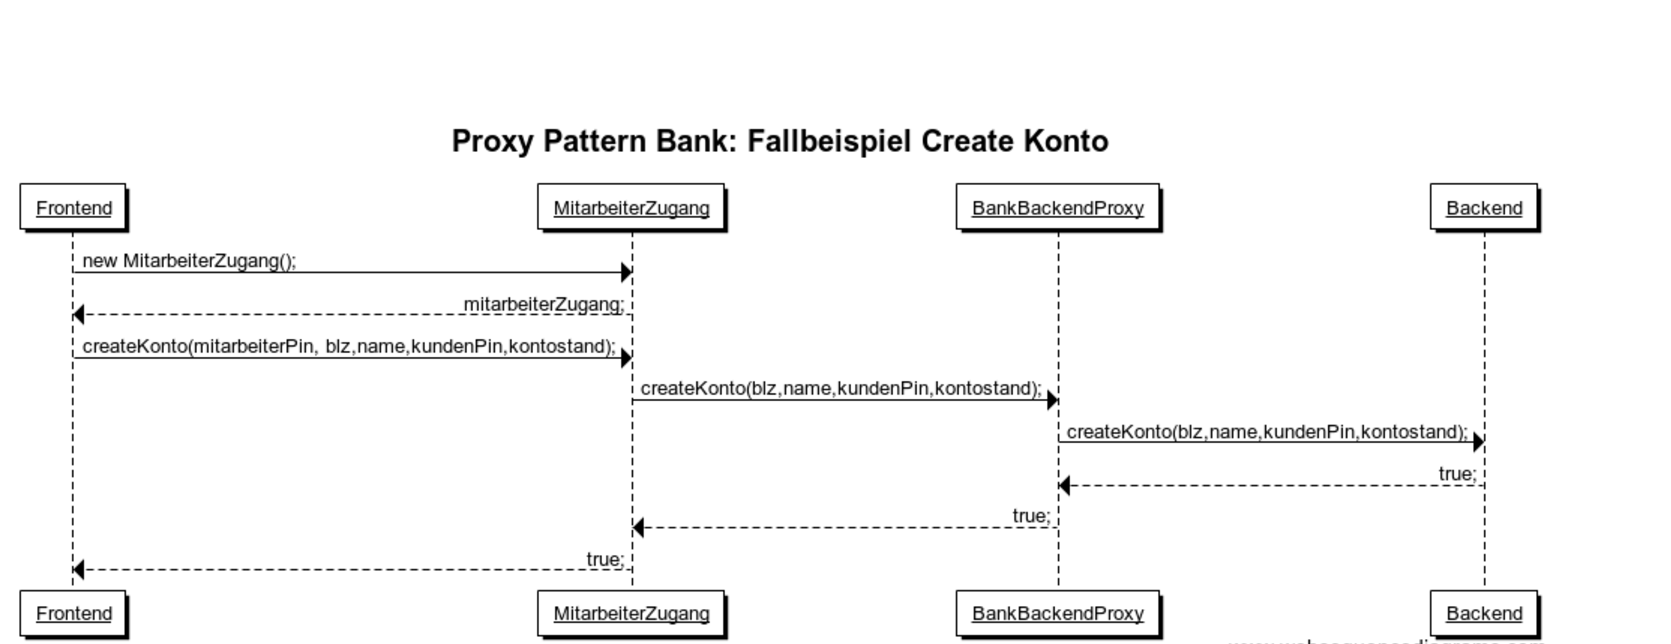 Proxy Pattern Bank: Fallbeispiel Create Konto
Frontend
MitarbeiterZugang
BankBackendProxy
Backend
new MitarbeiterZugang();
mitarbeiterZugang;
createKonto(mitarbeiterPin, blz,name,kundenPin,kontostand);
createKonto(blz,name,kundenPin,kontostand);
createKonto(blz,name,kundenPin,kontostand);
true;
true;
true;
Frontend
MitarbeiterZugang
BankBackendProxy
Backend